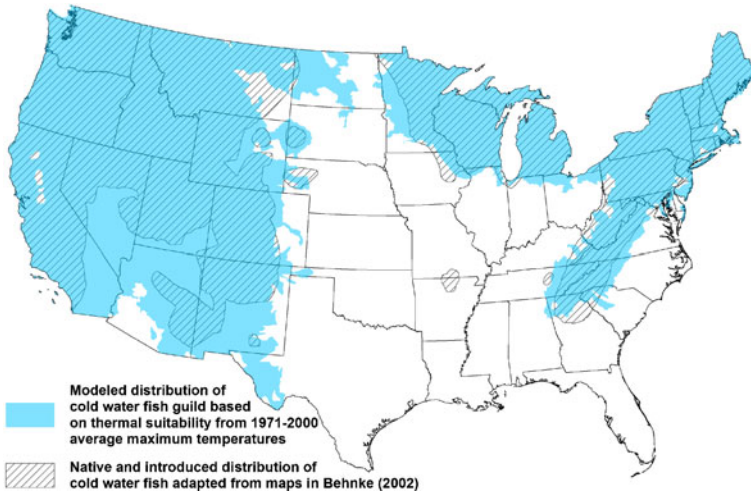 Modeled distribution of
cold water fish guild based
on thermal suitability from 1971-2000
average maximum temperatures
Native and introduced distribution of
cold water fish adapted from maps in Behnke (2002)